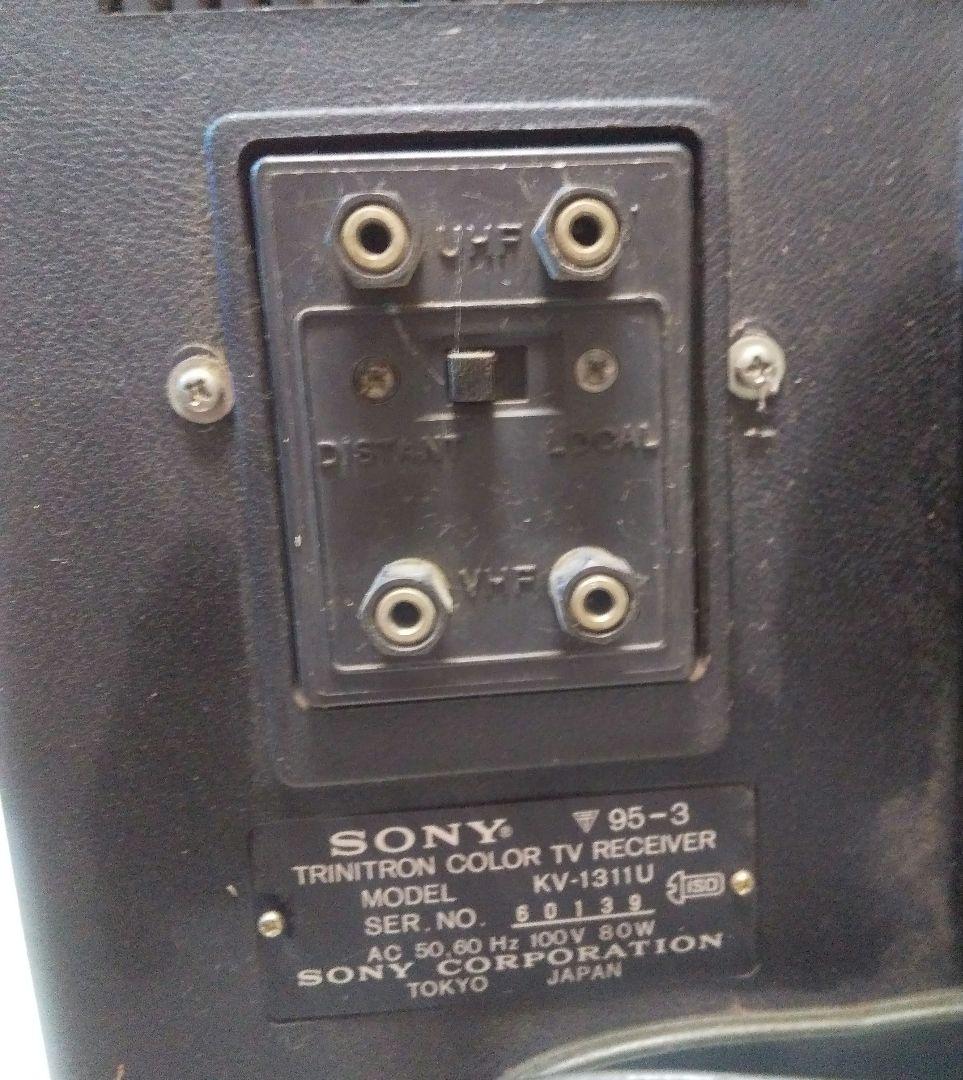 UHF
DISTANT LOCAL
VHF
SONY® 95-3
TRINITRON COLOR TV RECEIVER
MODEL KV-1311U ISO
SER. NO. 60139
AC 50,60 Hz 100V 80W
SONY CORPORATION
TOKYO JAPAN